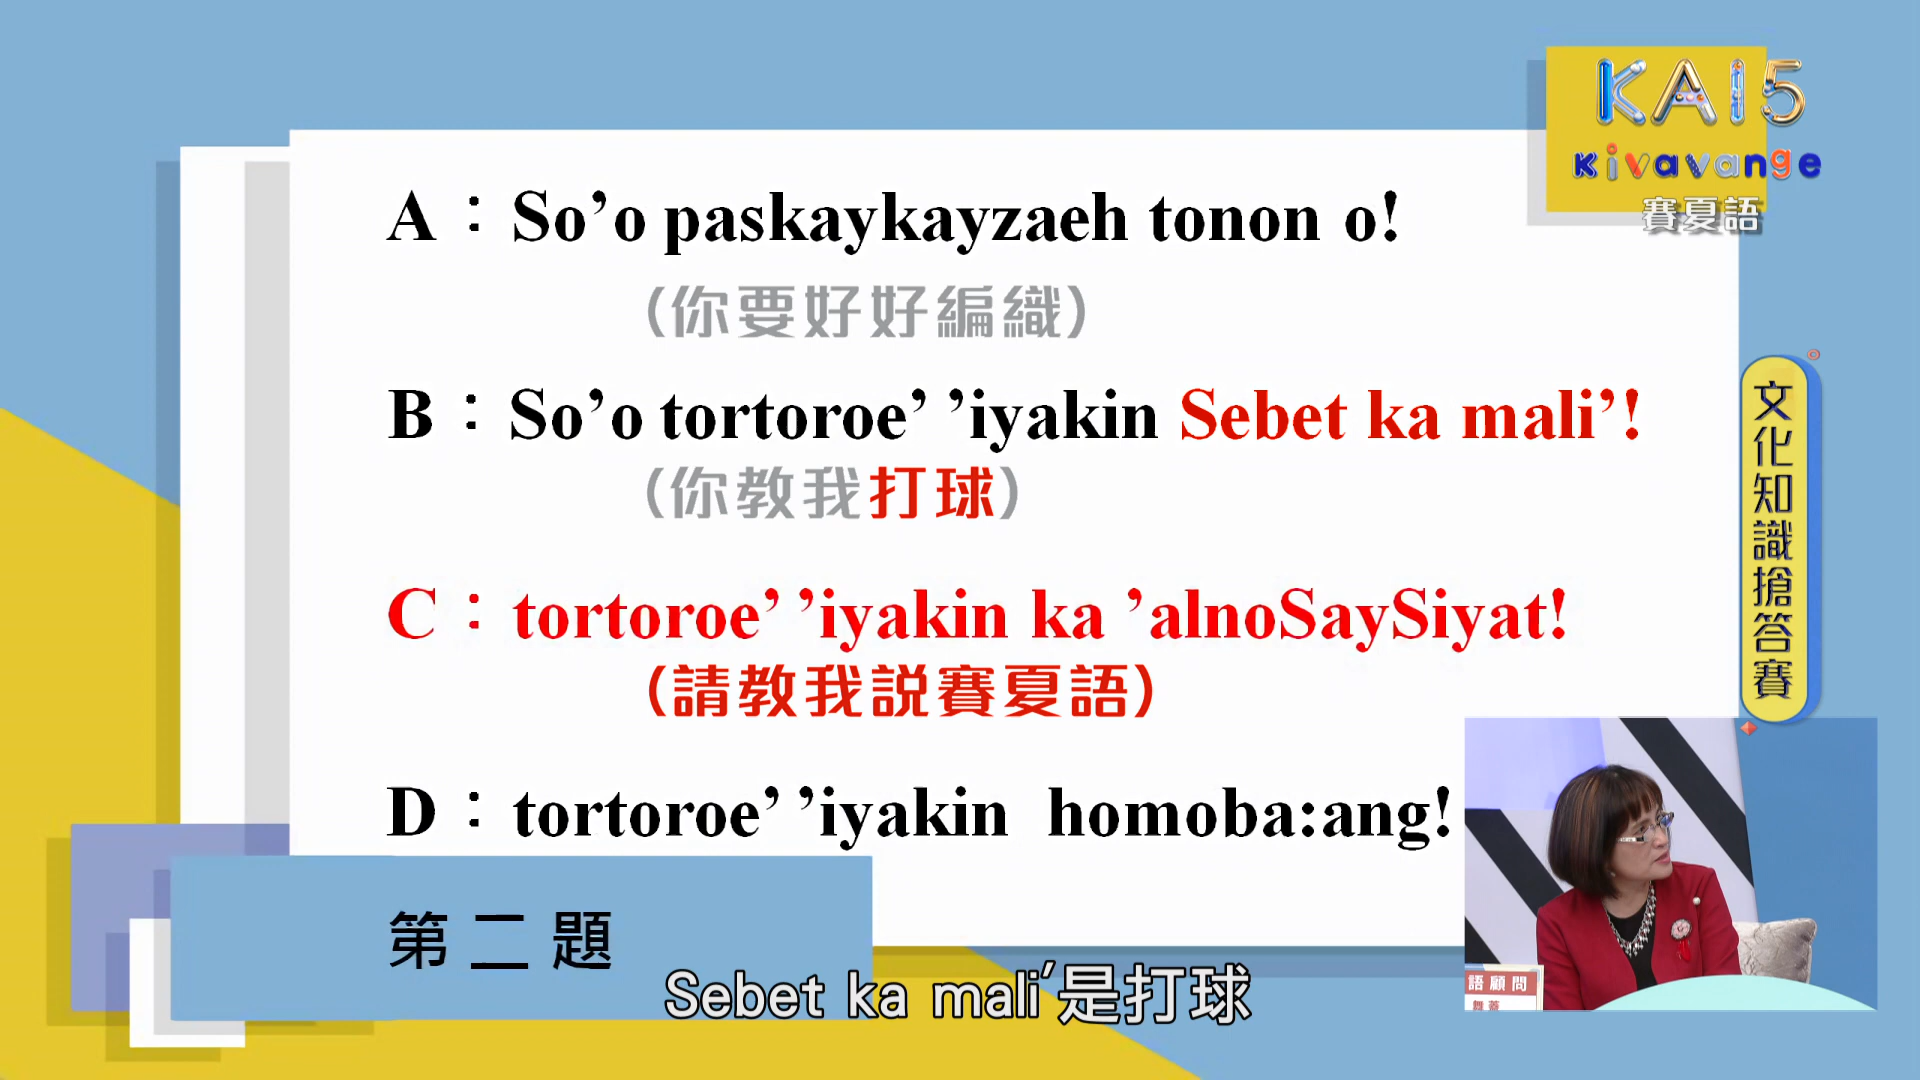 KAI5
Kivavange
賽夏語
A：So’o paskaykayzaeh tonon o!
(你要好好編織)
B：So’o tortoroe’ ’iyakin Sebet ka mali’!
(你教我打球)
C：tortoroe’ ’iyakin ka ’alnoSaySiyat!
(請教我説賽夏語)
D：tortoroe’ ’iyakin homoba:ang!
文化知識搶答賽
第二題
語顧問
Sebet ka mali′是打球